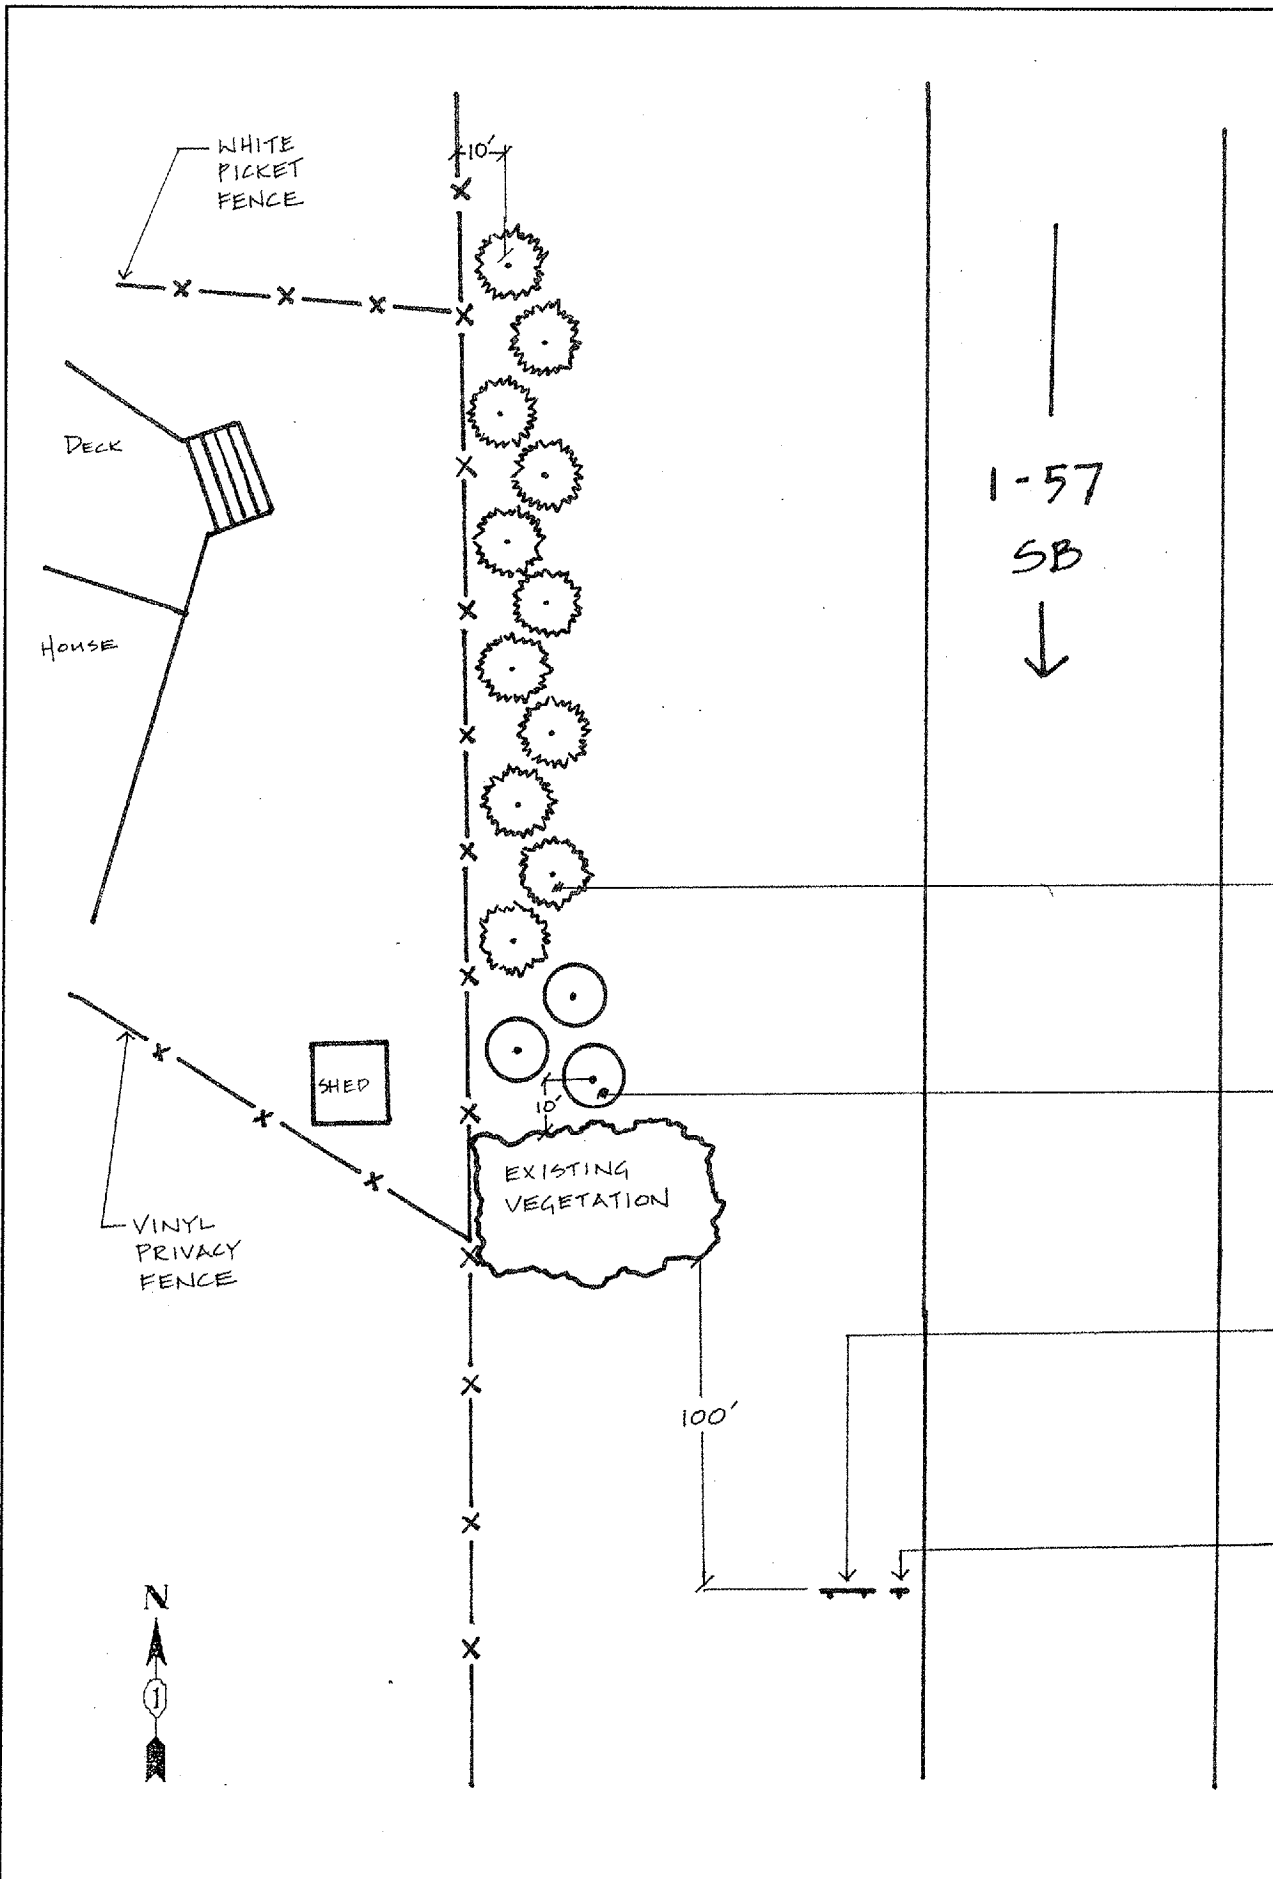 WHITE
PICKET
FENCE
10'
DECK
I-57
SB
HOUSE
SHED
10'
EXISTING
VEGETATION
VINYL
PRIVACY
FENCE
100'
N
1